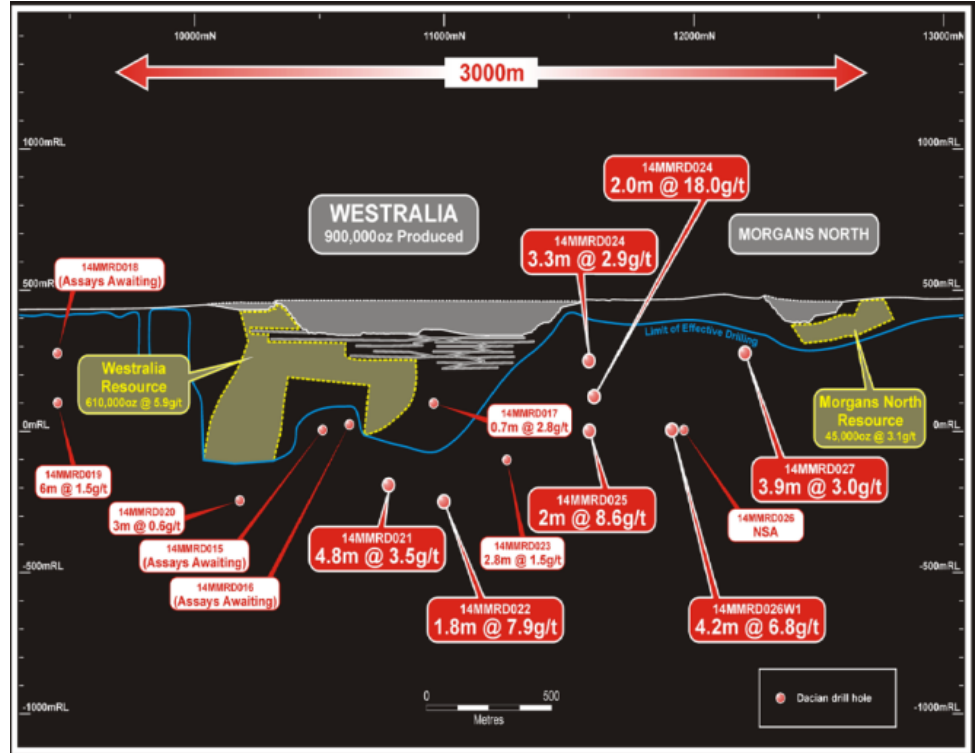 10000mN
11000mN
12000mN
13000mN
3000m
1000mRL
1000mRL
14MMRD024
2.0m @ 18.0g/t
WESTRALIA
900,000oz Produced
14MMRD024
3.3m @ 2.9g/t
MORGANS NORTH
14MMRD018
(Assays Awaiting)
500mRL
500mRL
Limit of Effective Drilling
Westralia
Resource
610,000oz @ 5.9g/t
Morgans North
Resource
45,000oz @ 3.1g/t
14MMRD017
0.7m @ 2.8g/t
0mRL
0mRL
14MMRD019
6m @ 1.5g/t
14MMRD027
3.9m @ 3.0g/t
14MMRD020
3m @ 0.6g/t
14MMRD025
2m @ 8.6g/t
14MMRD026
NSA
14MMRD015
(Assays Awaiting)
14MMRD021
4.8m @ 3.5g/t
14MMRD023
2.8m @ 1.5g/t
-500mRL
-500mRL
14MMRD016
(Assays Awaiting)
14MMRD022
1.8m @ 7.9g/t
14MMRD026W1
4.2m @ 6.8g/t
0
500
Metres
Dacian drill hole
-1000mRL
-1000mRL